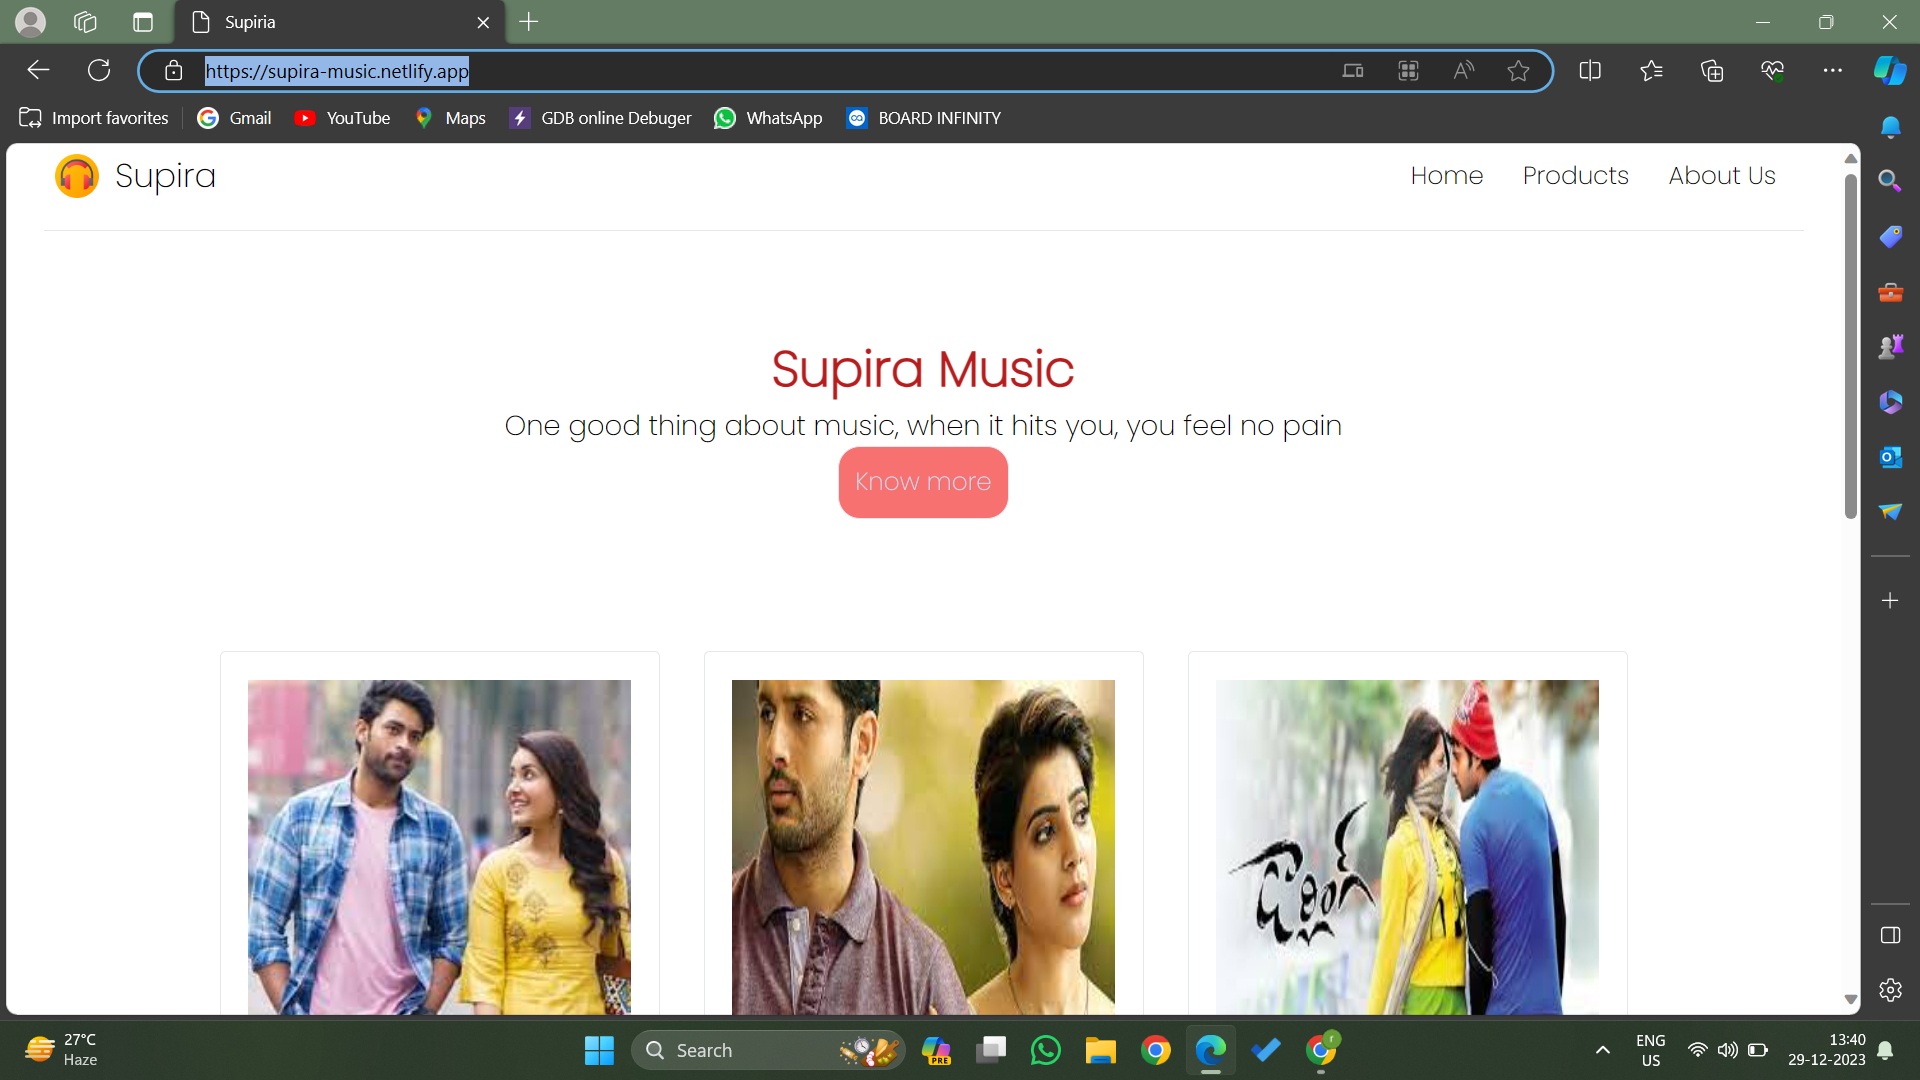 Supiria
https://supira-music.netlify.app
Import favorites
Gmail
YouTube
Maps
GDB online Debuger
WhatsApp
BOARD INFINITY
Supira
Home
Products
About Us
Supira Music
One good thing about music, when it hits you, you feel no pain
Know more
డార్లింగ్
27°C
Haze
Search
PRE
r
ENG
US
13:40
29-12-2023